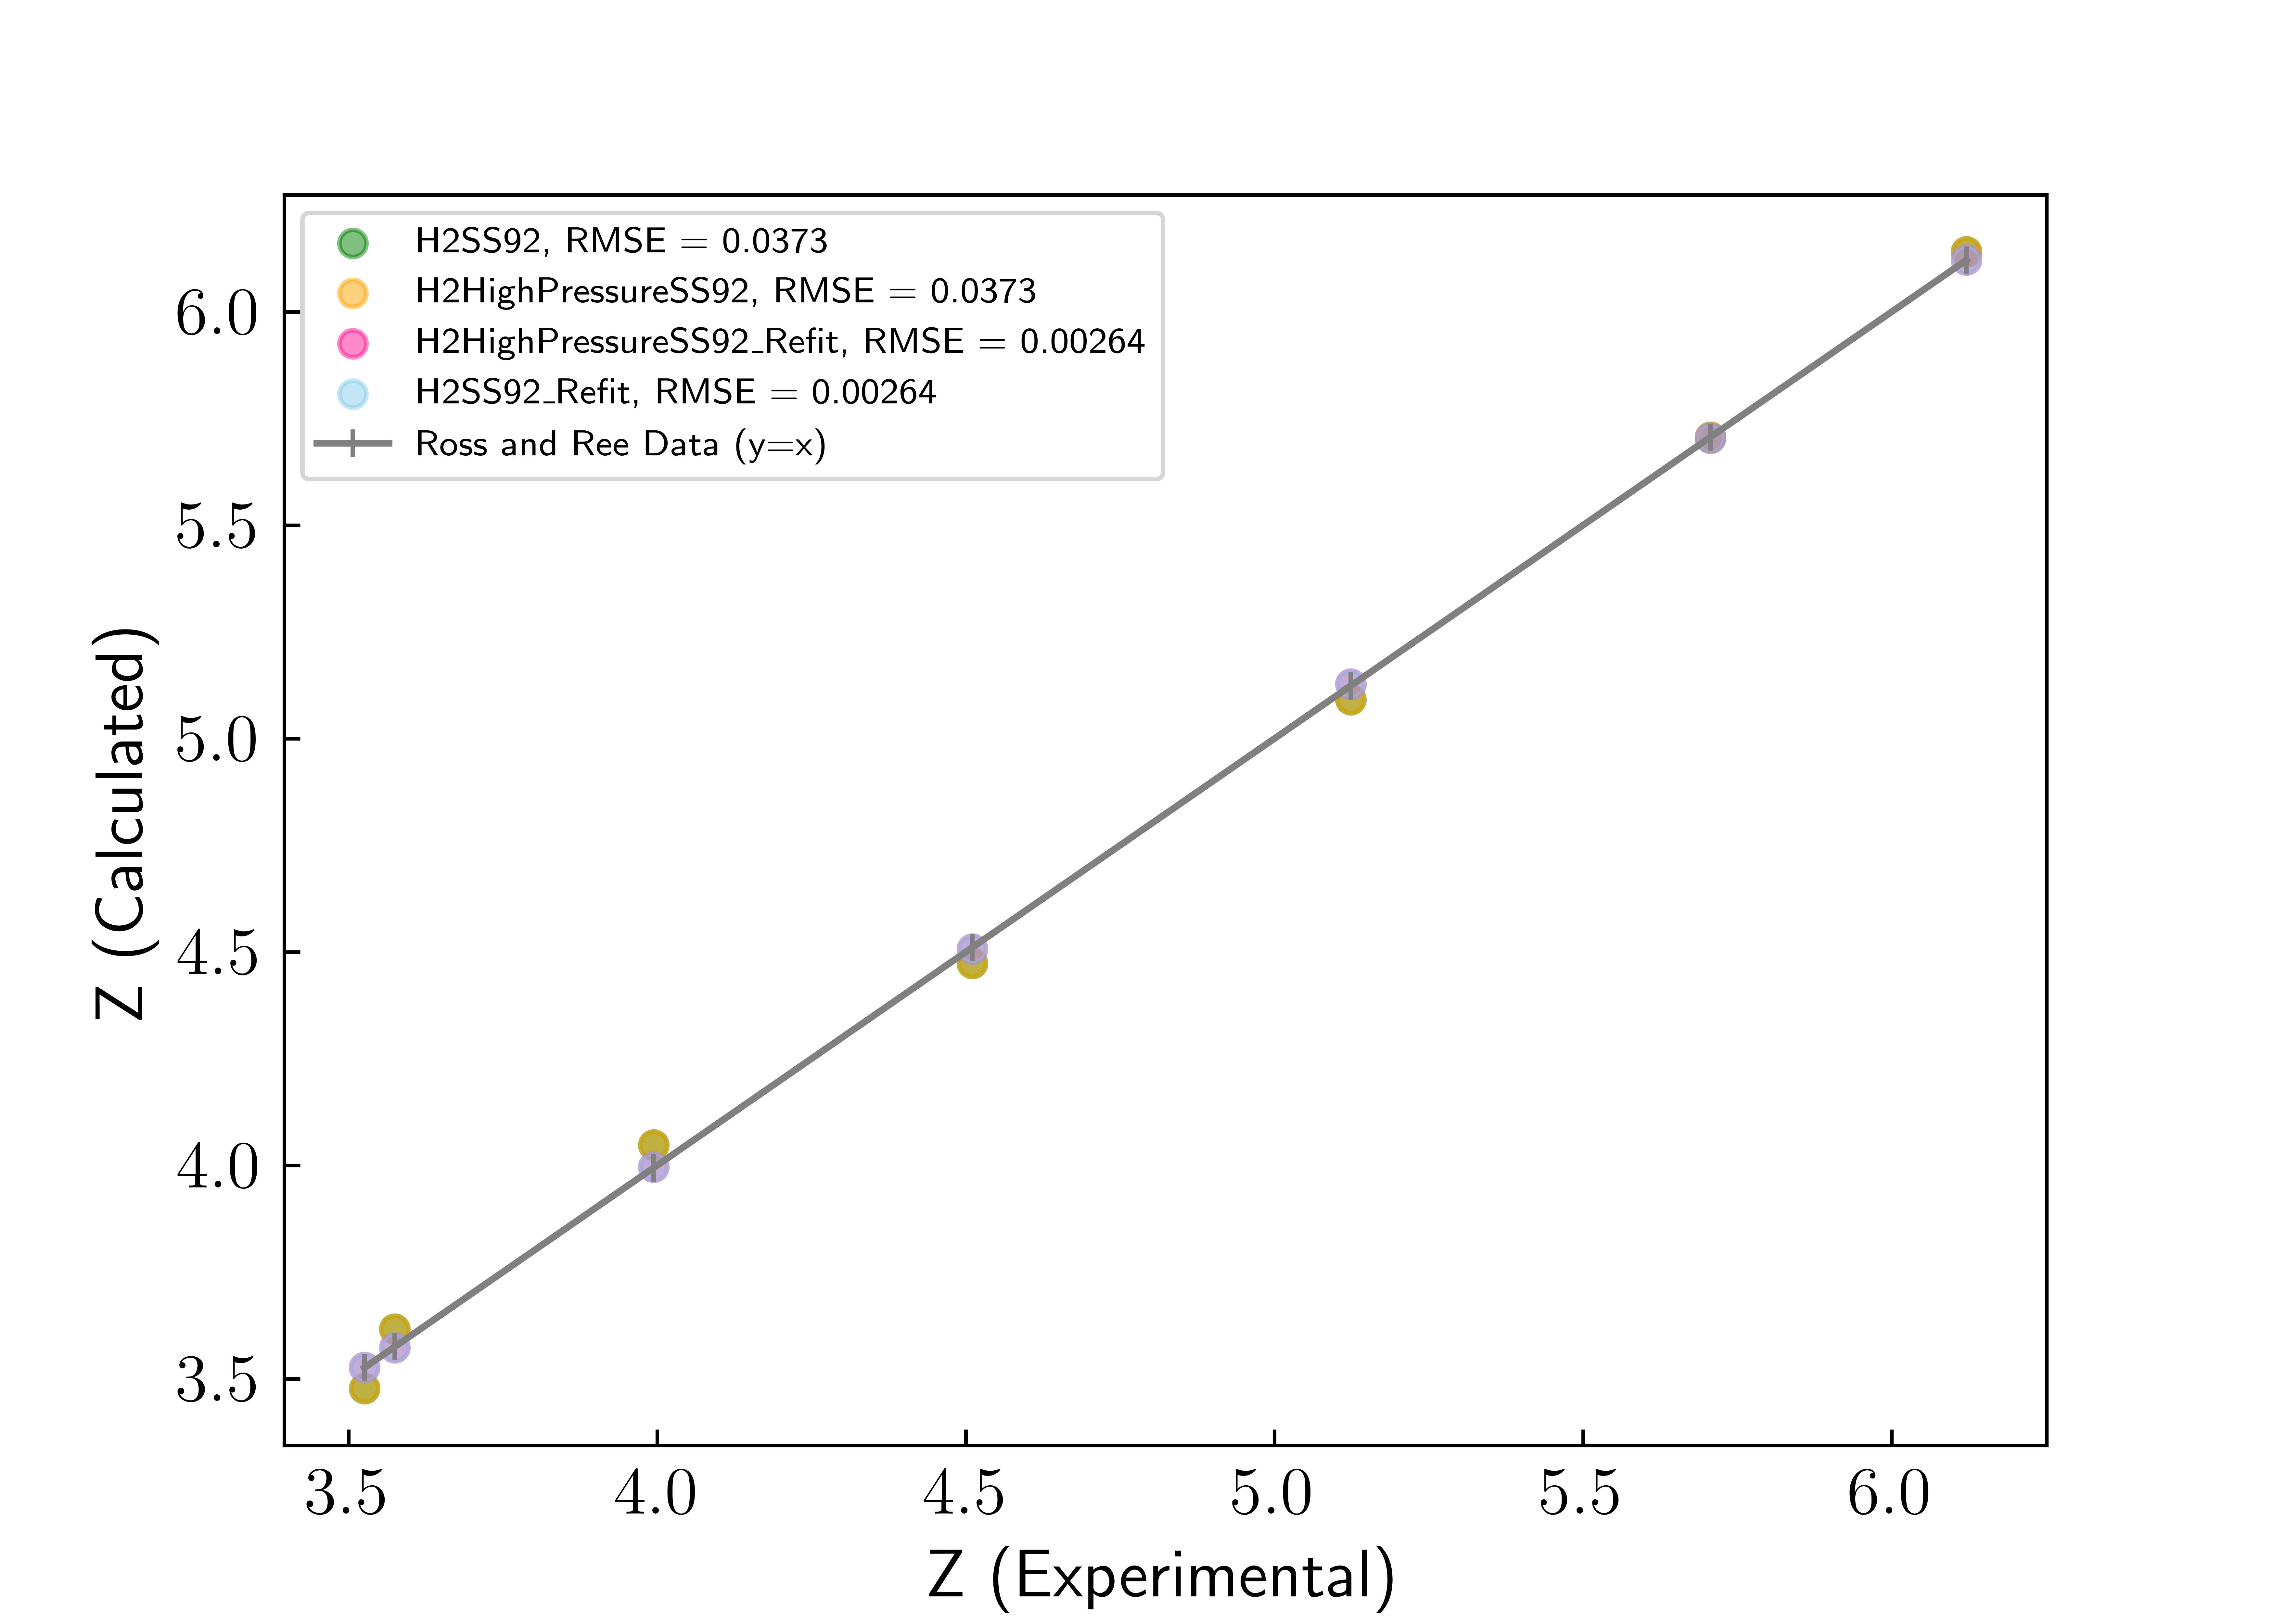 H2SS92, RMSE = 0.0373
H2HighPressureSS92, RMSE = 0.0373
H2HighPressureSS92_Refit, RMSE = 0.00264
H2SS92_Refit, RMSE = 0.00264
Ross and Ree Data (y=x)
6.0
5.5
5.0
4.5
4.0
3.5
Z (Calculated)
3.5 4.0 4.5 5.0 5.5 6.0
Z (Experimental)